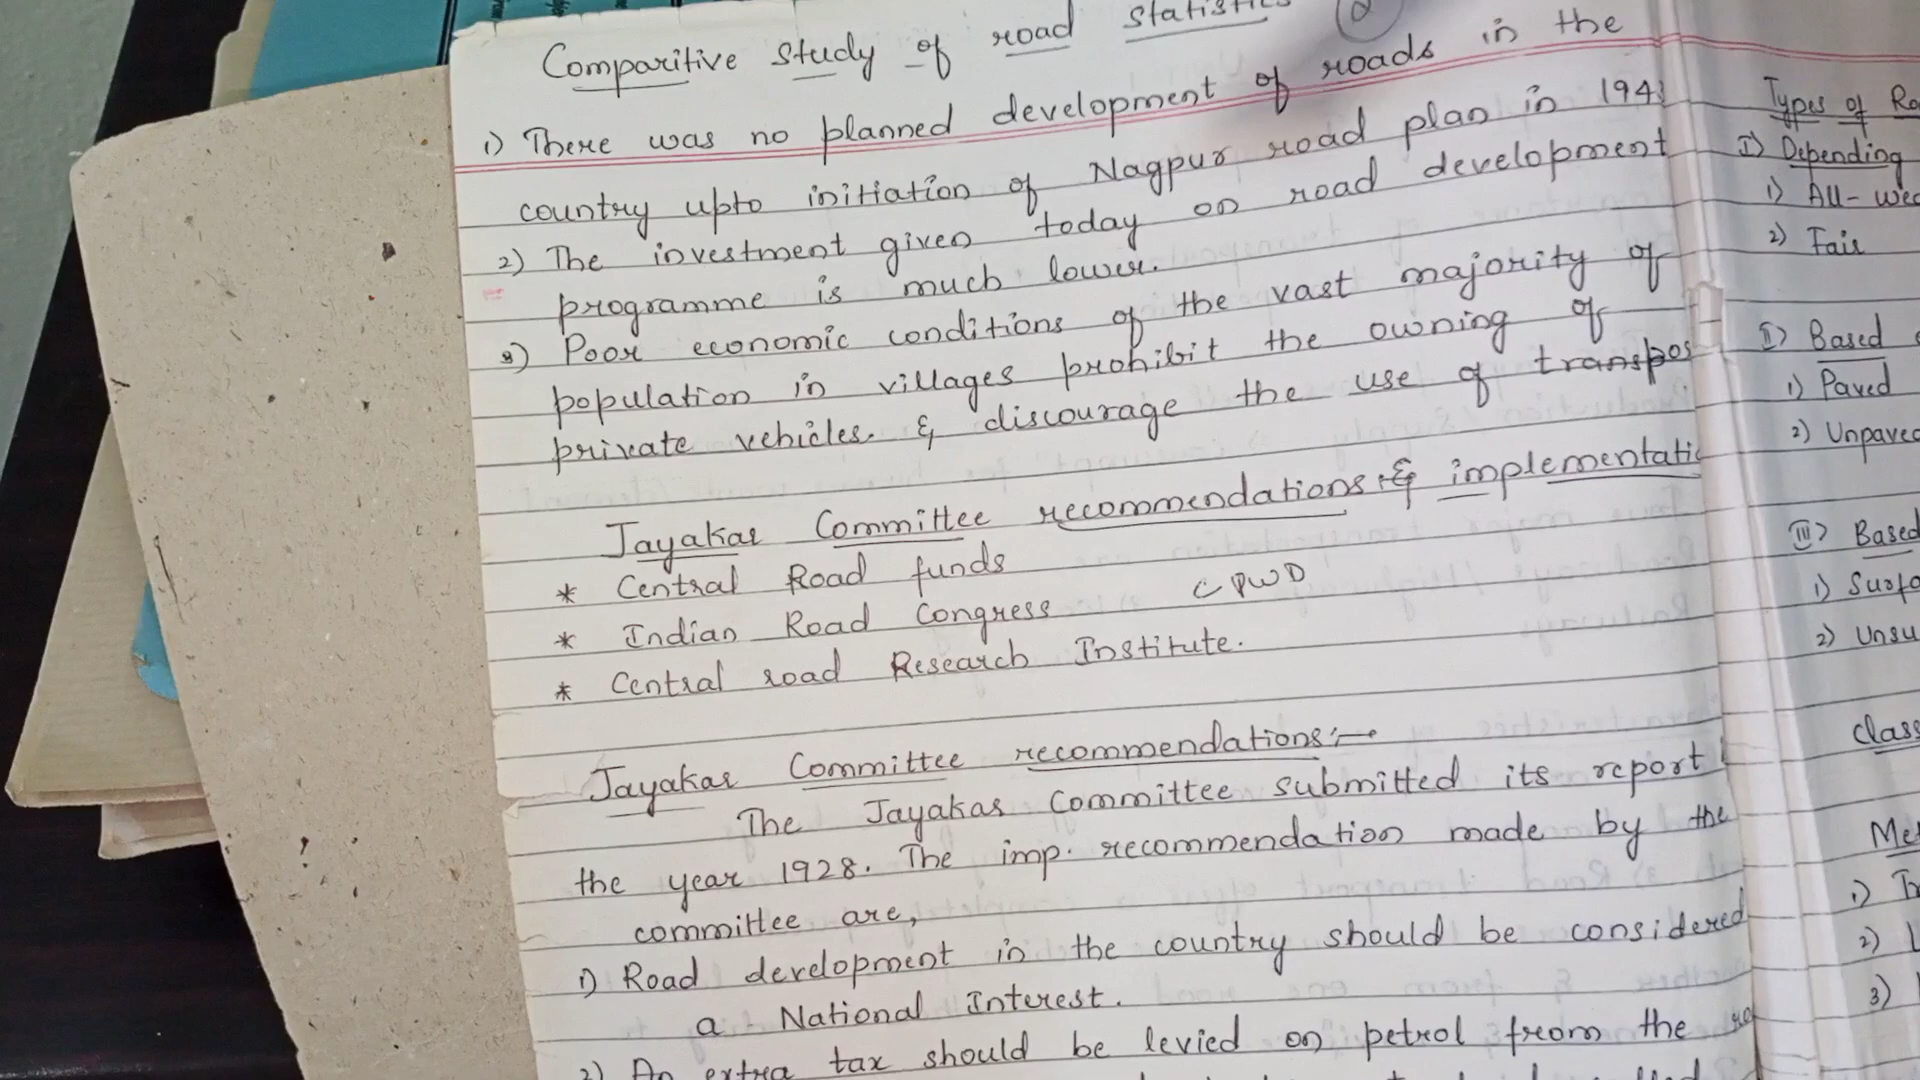 Comparitive study of road statistics
1) There was no planned development of roads in the
country upto initiation of Nagpur road plan in 194
2) The investment given today on road development
programme is much lower.
3) Poor economic conditions of the vast majority of
population in villages prohibit the owning of
private vehicles. & discourage the use of transpor
Jayakar Committee recommendations & implementatio
* Central Road funds
* Indian Road Congress CPWD
* Central road Research Institute.
Jayakar Committee recommendations:-
The Jayakar Committee submitted its report
the year 1928. The imp. recommendation made by the
committee are,
1) Road development in the country should be considered
a National Interest.
2) An extra tax should be levied on petrol from the
Types of Ro
I) Depending
1) All-wea
2) Fair
II) Based
1) Paved
2) Unpaved
III) Based
1) Surfa
2) Unsu
class
Met
1)
2)
3)